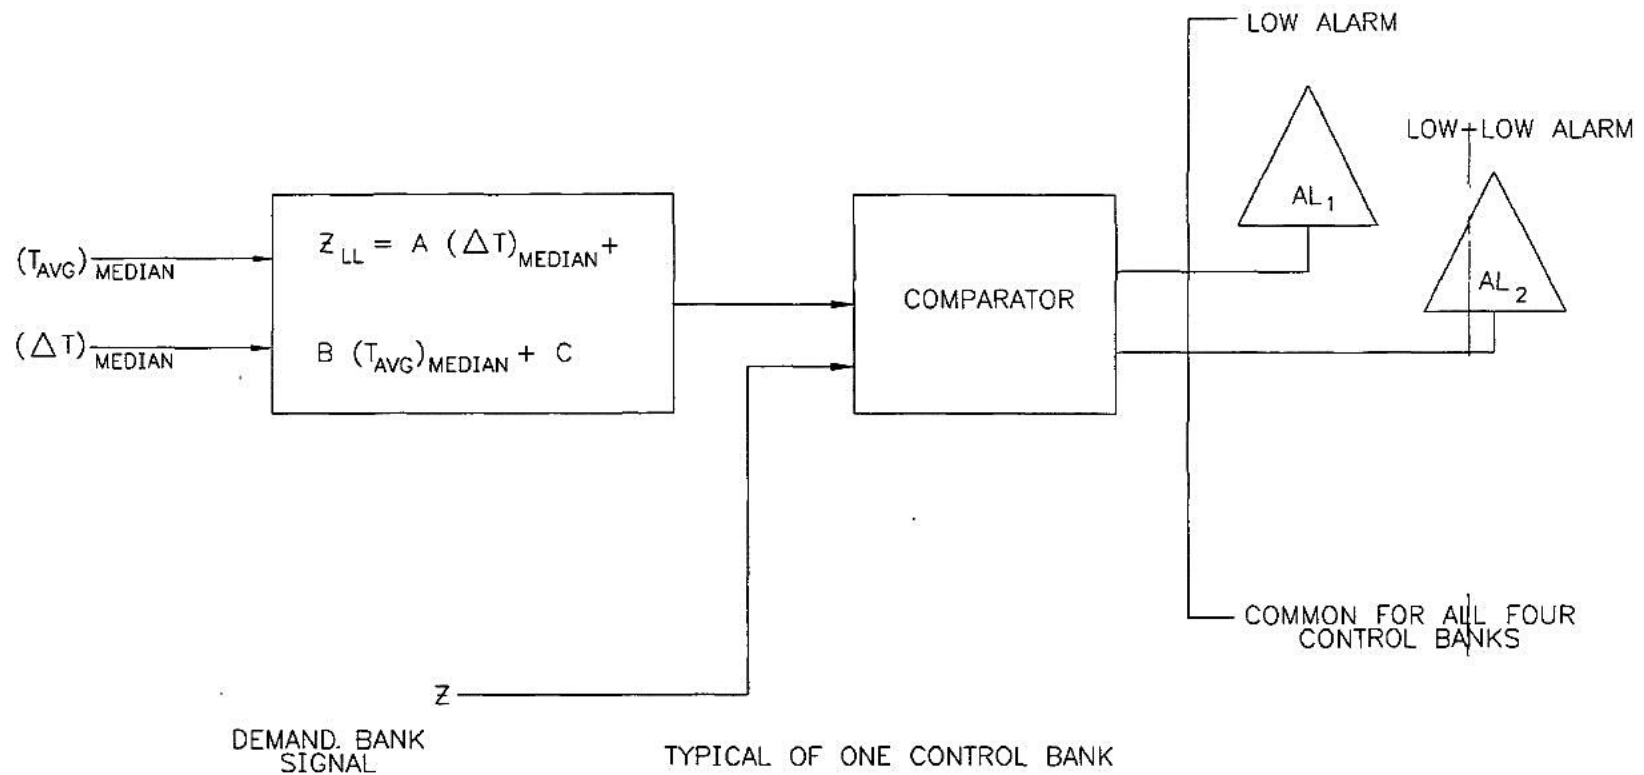 LOW ALARM
LOW-LOW ALARM
AL1
AL2
(TAVG)MEDIAN
(ΔT)MEDIAN
ZLL = A (ΔT)MEDIAN+
B (TAVG)MEDIAN + C
COMPARATOR
COMMON FOR ALL FOUR
CONTROL BANKS
Z
DEMAND. BANK
SIGNAL
TYPICAL OF ONE CONTROL BANK